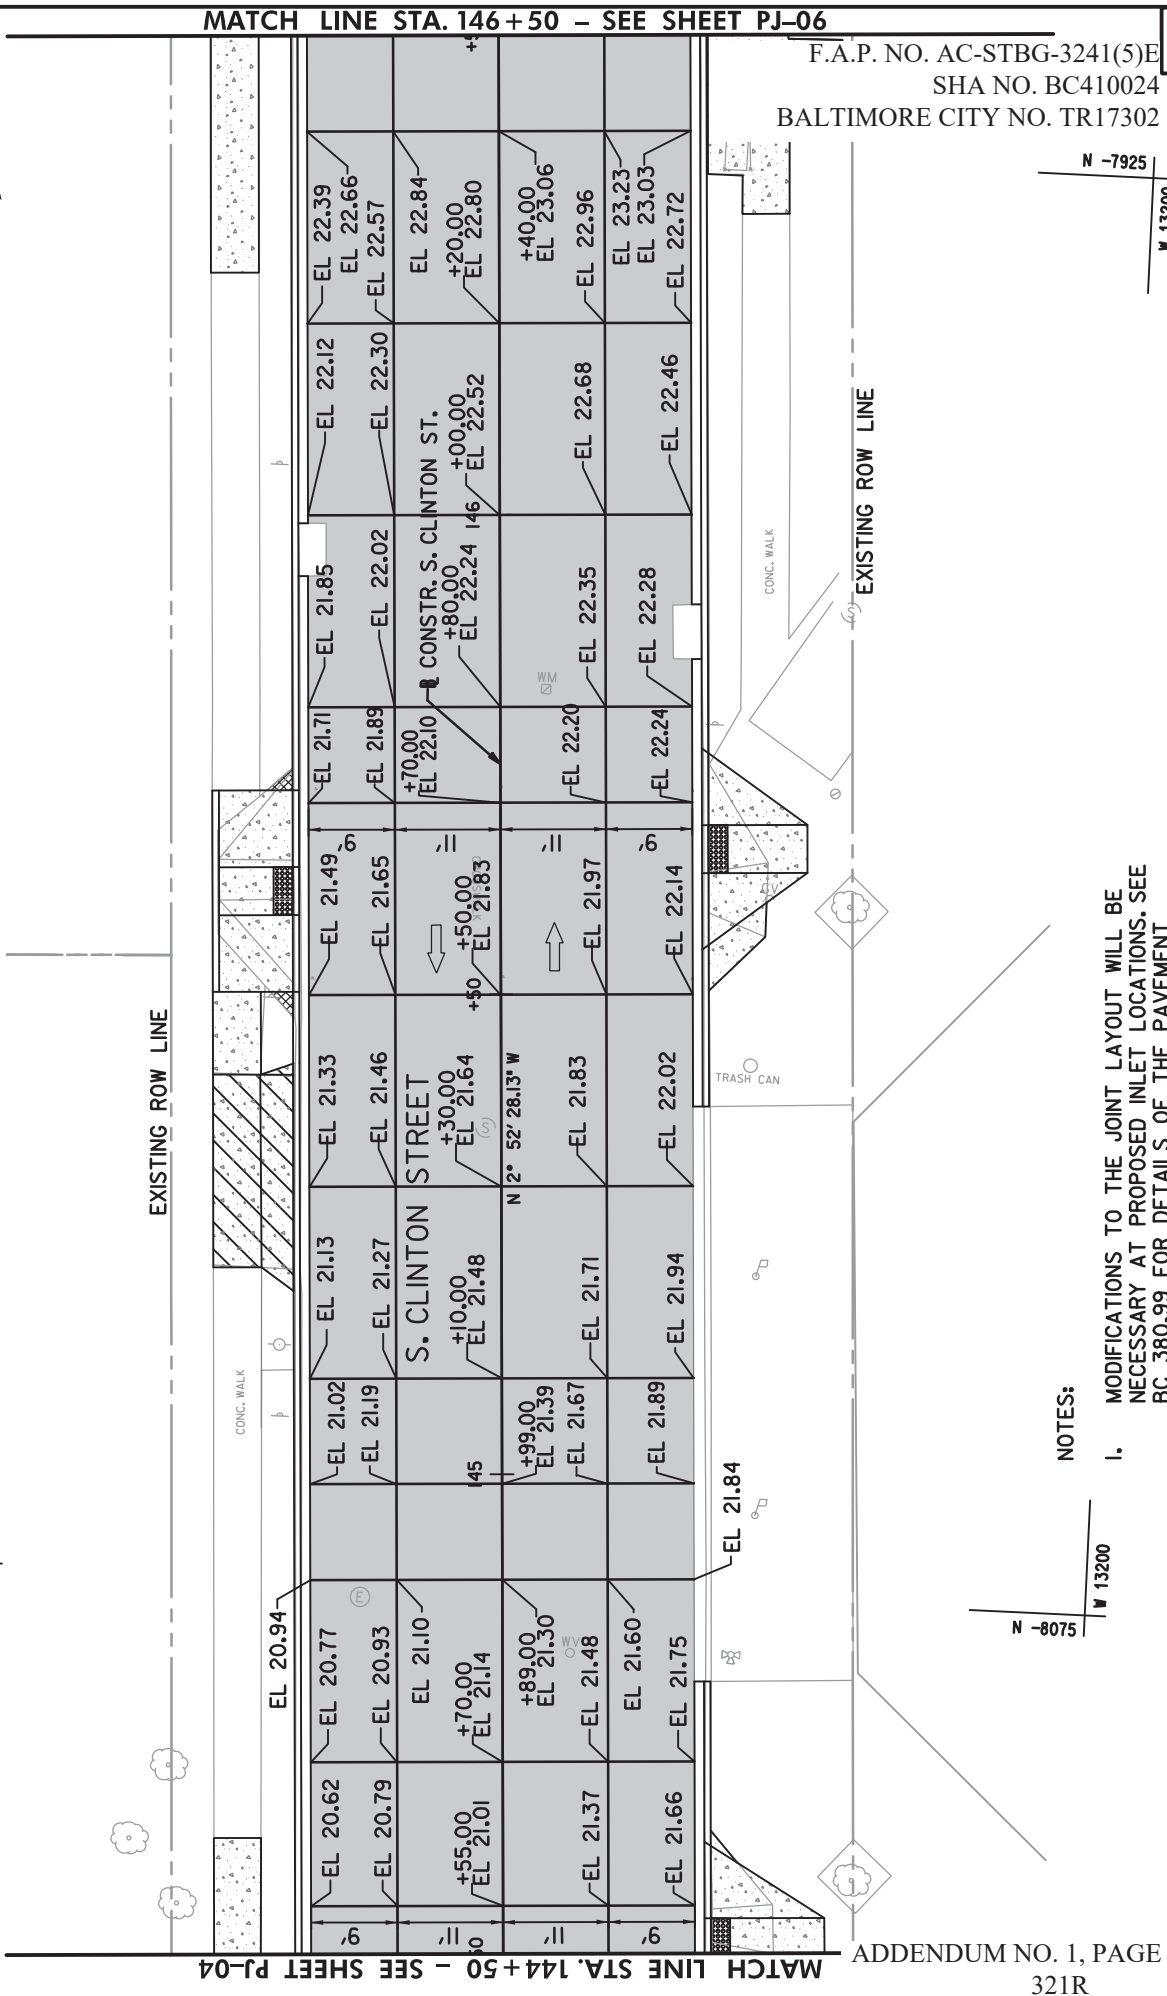 MATCH LINE STA. 146+50 – SEE SHEET PJ–06
F.A.P. NO. AC-STBG-3241(5)E
SHA NO. BC410024
BALTIMORE CITY NO. TR17302
N -7925
W 13200
EL 22.39
EL 22.66
EL 22.57
EL 22.84
+20.00
EL 22.80
+40.00
EL 23.06
EL 22.96
EL 23.23
EL 23.03
EL 22.72
EL 22.12
EL 22.30
+00.00
EL 22.52
EL 22.68
EL 22.46
CONSTR. S. CLINTON ST.
146
EL 21.85
EL 22.02
+80.00
EL 22.24
EL 22.35
EL 22.28
CONC. WALK
EXISTING ROW LINE
S
WM
EL 21.71
EL 21.89
+70.00
EL 22.10
EL 22.20
EL 22.24
9'
11'
11'
9'
EL 21.49
EL 21.65
+50.00
EL 21.83
EL 21.97
EL 22.14
GV
+50
EXISTING ROW LINE
EL 21.33
EL 21.46
+30.00
EL 21.64
EL 21.83
EL 22.02
S
TRASH CAN
S. CLINTON STREET
N 2° 52' 28.13" W
EL 21.13
EL 21.27
+10.00
EL 21.48
EL 21.71
EL 21.94
CONC. WALK
EL 21.02
EL 21.19
145
+99.00
EL 21.39
EL 21.67
EL 21.89
EL 21.84
NOTES:
1. MODIFICATIONS TO THE JOINT LAYOUT WILL BE
NECESSARY AT PROPOSED INLET LOCATIONS. SEE
BC 380.99 FOR DETAILS OF THE PAVEMENT
E
EL 20.94
EL 20.77
EL 20.93
EL 21.10
+70.00
EL 21.14
+89.00
EL 21.30
WV
EL 21.48
EL 21.60
EL 21.75
W 13200
N -8075
EL 20.62
EL 20.79
+55.00
EL 21.01
EL 21.37
EL 21.66
9'
11'
11'
9'
MATCH LINE STA. 144+50 – SEE SHEET PJ–04
ADDENDUM NO. 1, PAGE
321R